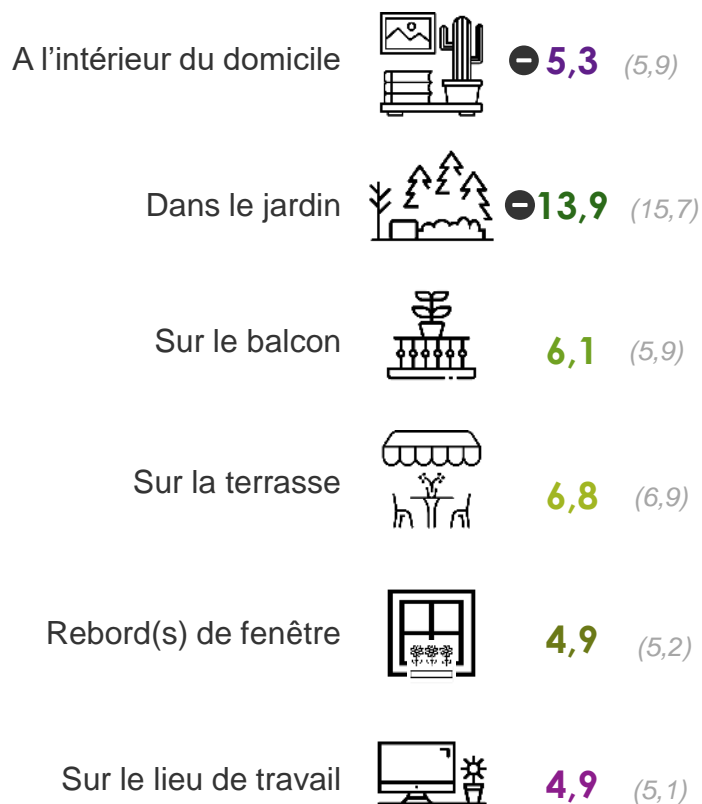 A l’intérieur du domicile 5,3 (5,9)
Dans le jardin 13,9 (15,7)
Sur le balcon 6,1 (5,9)
Sur la terrasse 6,8 (6,9)
Rebord(s) de fenêtre 4,9 (5,2)
Sur le lieu de travail 4,9 (5,1)